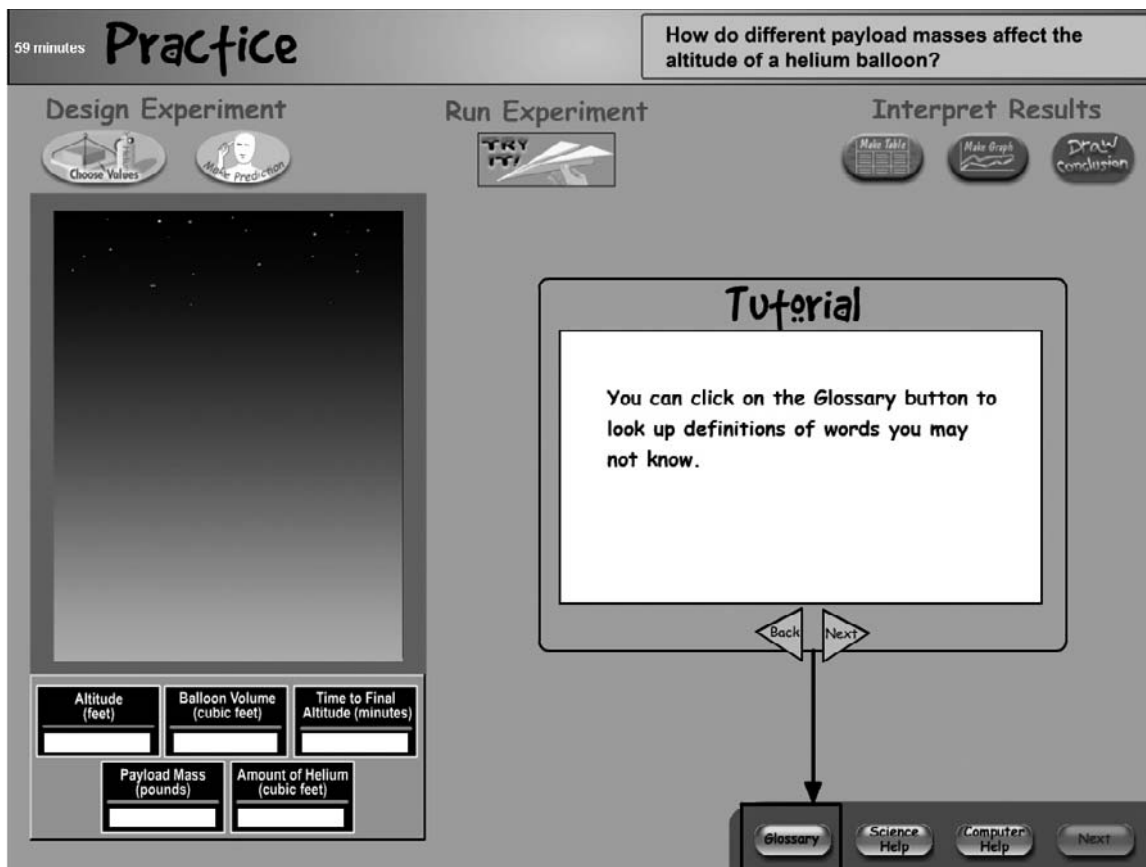 59 minutes Practice
How do different payload masses affect the
altitude of a helium balloon?
Design Experiment
Run Experiment
Interpret Results
Choose Values
Make Prediction
TRY
IT!
Make Table
Make Graph
Draw
Conclusion
Tutorial
You can click on the Glossary button to
look up definitions of words you may
not know.
Back
Next
Altitude
(feet)
Balloon Volume
(cubic feet)
Time to Final
Altitude (minutes)
Payload Mass
(pounds)
Amount of Helium
(cubic feet)
Glossary
Science
Help
Computer
Help
Next